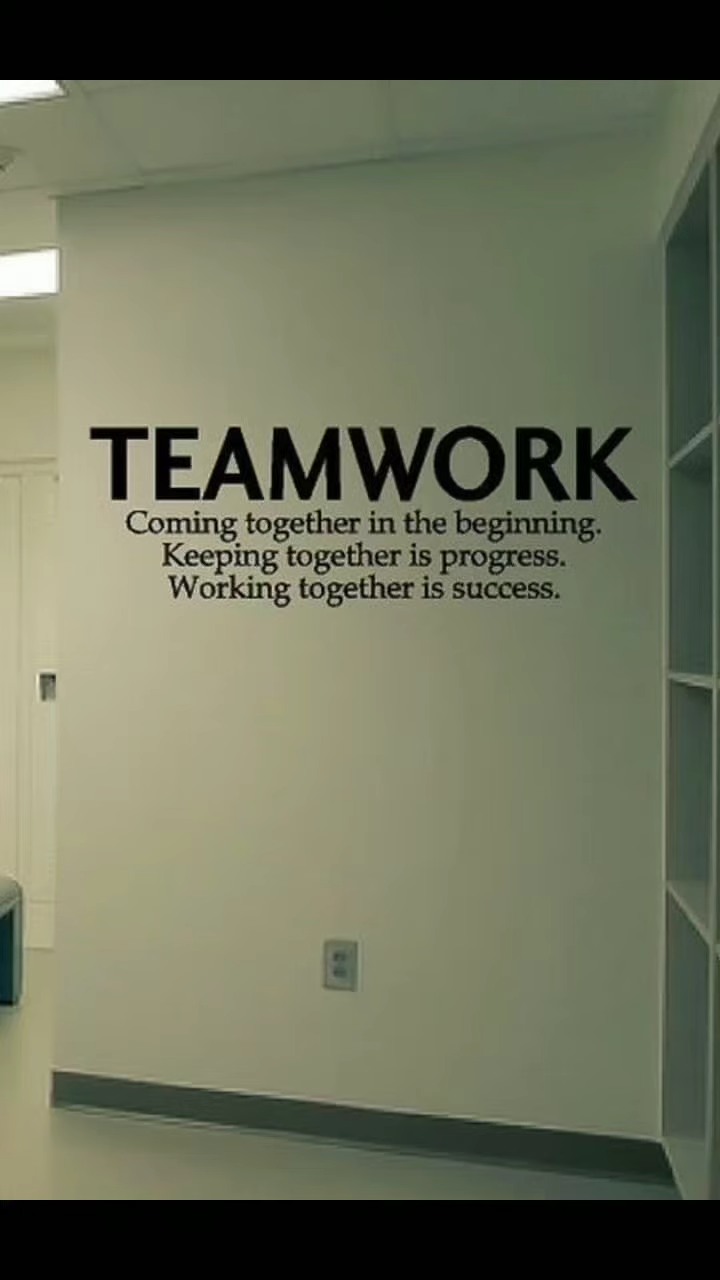 TEAMWORK
Coming together in the beginning.
Keeping together is progress.
Working together is success.